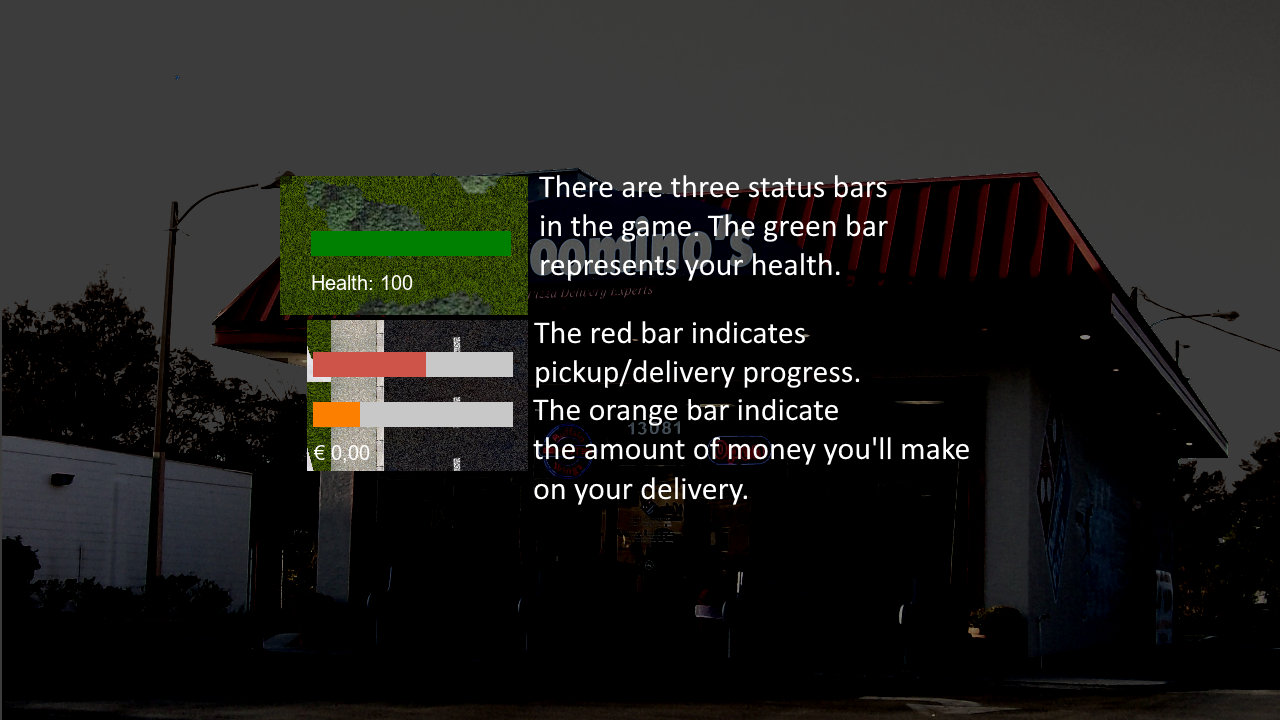 There are three status bars
in the game. The green bar
represents your health.
oomino's
Pizza Delivery Experts
Health: 100
The red bar indicates
pickup/delivery progress.
The orange bar indicate
13081
the amount of money you'll make
€ 0,00
on your delivery.